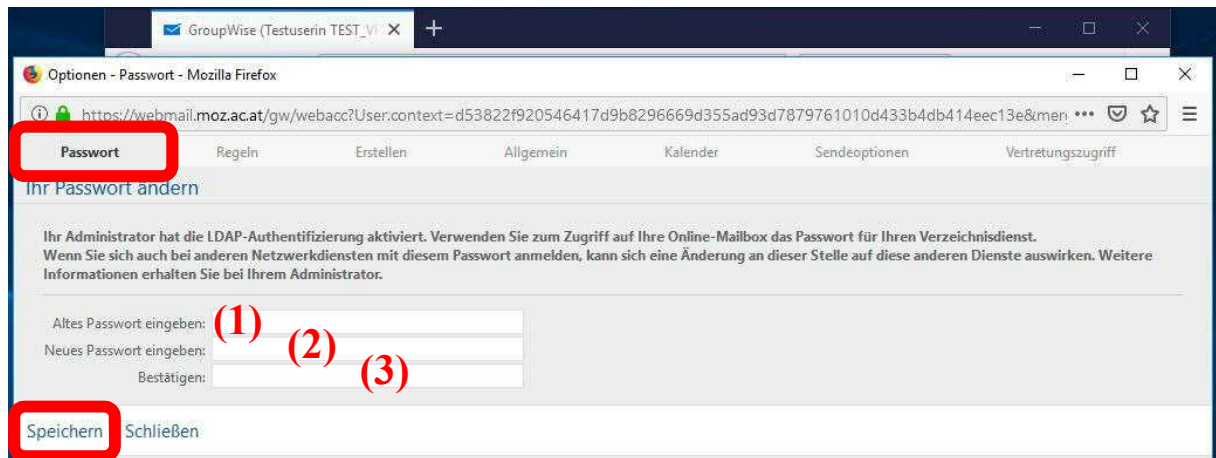 GroupWise (Testuserin TEST_VI
Optionen - Passwort - Mozilla Firefox
https://webmail.moz.ac.at/gw/webacc?User.context=d53822f920546417d9b8296669d355ad93d7879761010d433b4db414eec13e&mer
Passwort Regeln Erstellen Allgemein Kalender Sendeoptionen Vertretungszugriff
Ihr Passwort ändern
Ihr Administrator hat die LDAP-Authentifizierung aktiviert. Verwenden Sie zum Zugriff auf Ihre Online-Mailbox das Passwort für Ihren Verzeichnisdienst.
Wenn Sie sich auch bei anderen Netzwerkdiensten mit diesem Passwort anmelden, kann sich eine Änderung an dieser Stelle auf diese anderen Dienste auswirken. Weitere
Informationen erhalten Sie bei Ihrem Administrator.
Altes Passwort eingeben: (1)
Neues Passwort eingeben: (2)
Bestätigen: (3)
Speichern Schließen